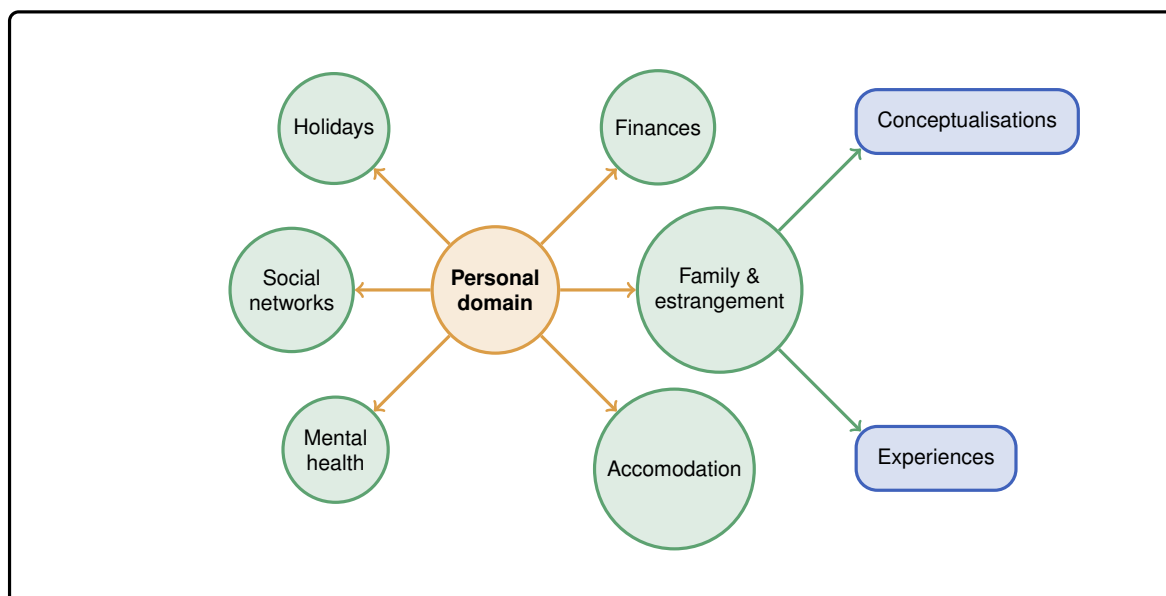 Holidays
Finances
Conceptualisations
Social
networks
Personal
domain
Family &
estrangement
Mental
health
Accomodation
Experiences